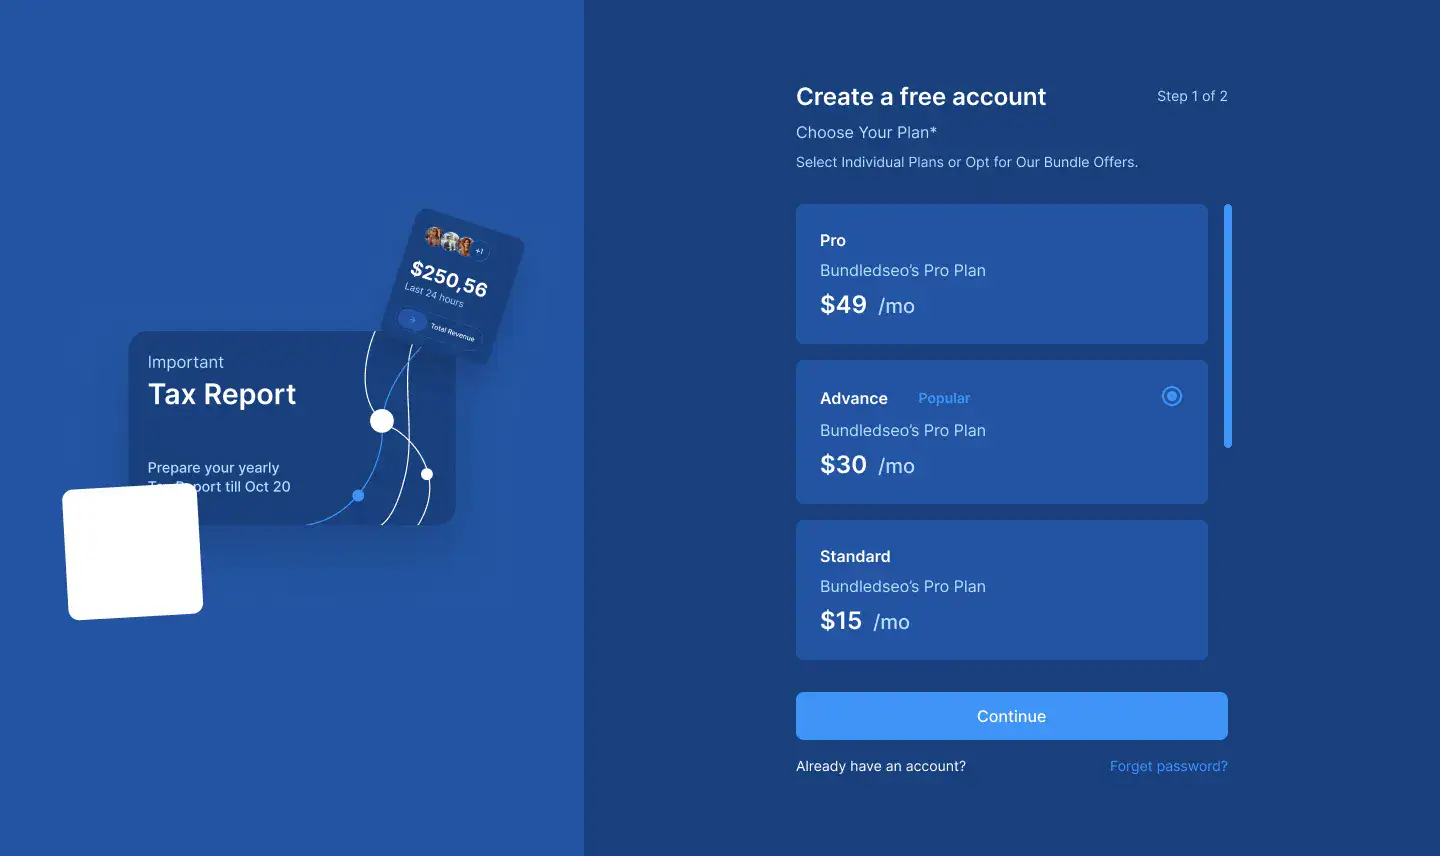 +1
$250,56
Last 24 hours
Total Revenue
Important
Tax Report
Prepare your yearly
Tax Report till Oct 20
Create a free account
Step 1 of 2
Choose Your Plan*
Select Individual Plans or Opt for Our Bundle Offers.
Pro
Bundledseo’s Pro Plan
$49 /mo
Advance Popular
Bundledseo’s Pro Plan
$30 /mo
Standard
Bundledseo’s Pro Plan
$15 /mo
Continue
Already have an account?
Forget password?